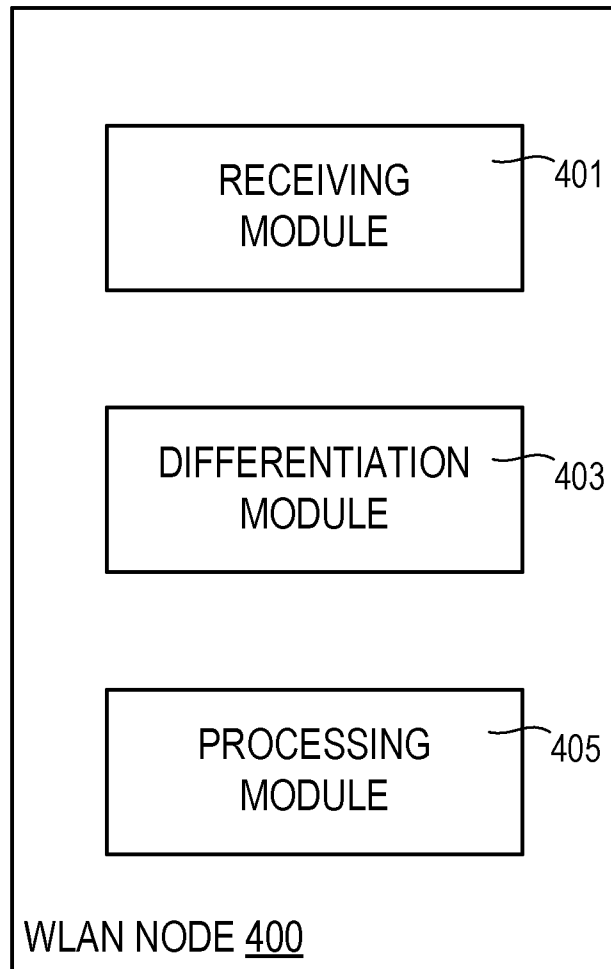 RECEIVING
MODULE
401
DIFFERENTIATION
MODULE
403
PROCESSING
MODULE
405
WLAN NODE 400